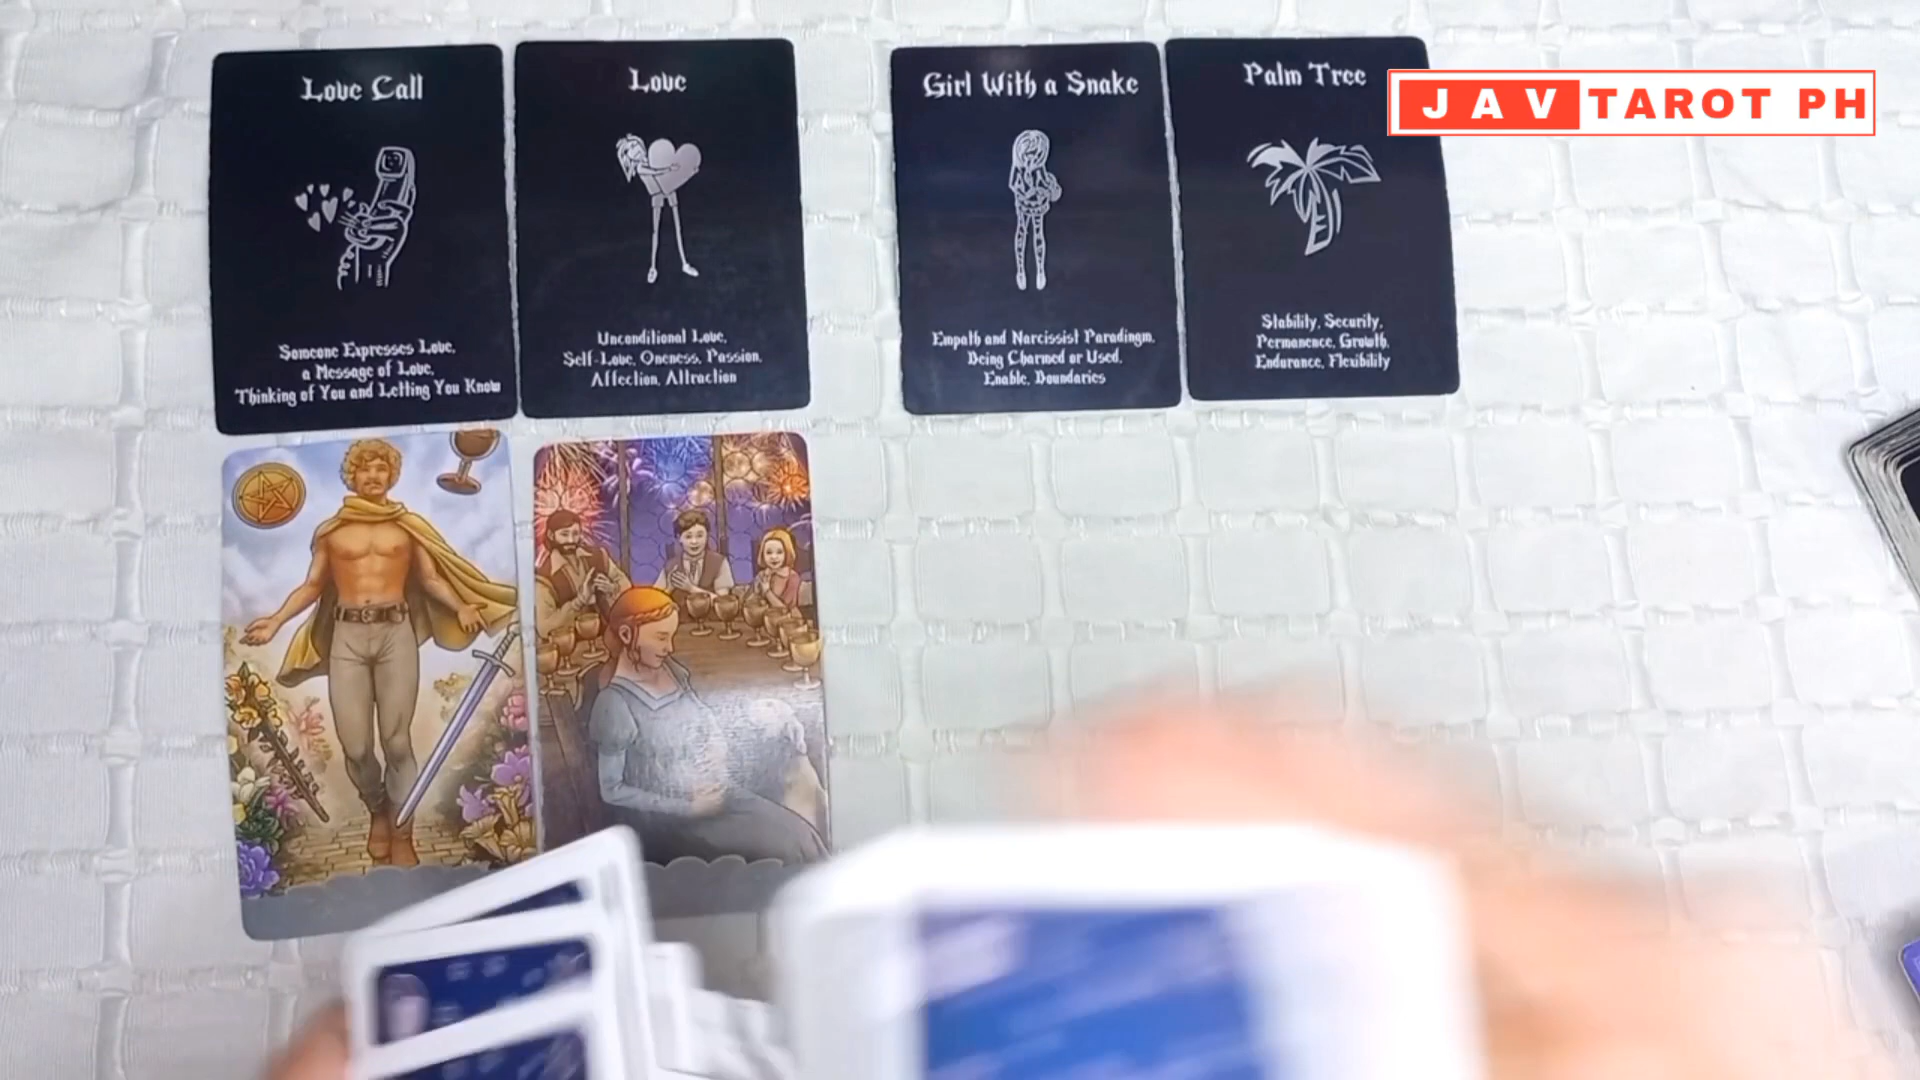 Love Call
Someone Expresses Love,
a Message of Love,
Thinking of You and Letting You Know
Love
Unconditional Love,
Self-Love, Oneness, Passion,
Affection, Attraction
Girl With a Snake
Empath and Narcissist Paradingm,
Being Charmed or Used,
Enable, Boundaries
Palm Tree
Stability, Security,
Permanence, Growth,
Endurance, Flexibility
JAV TAROT PH